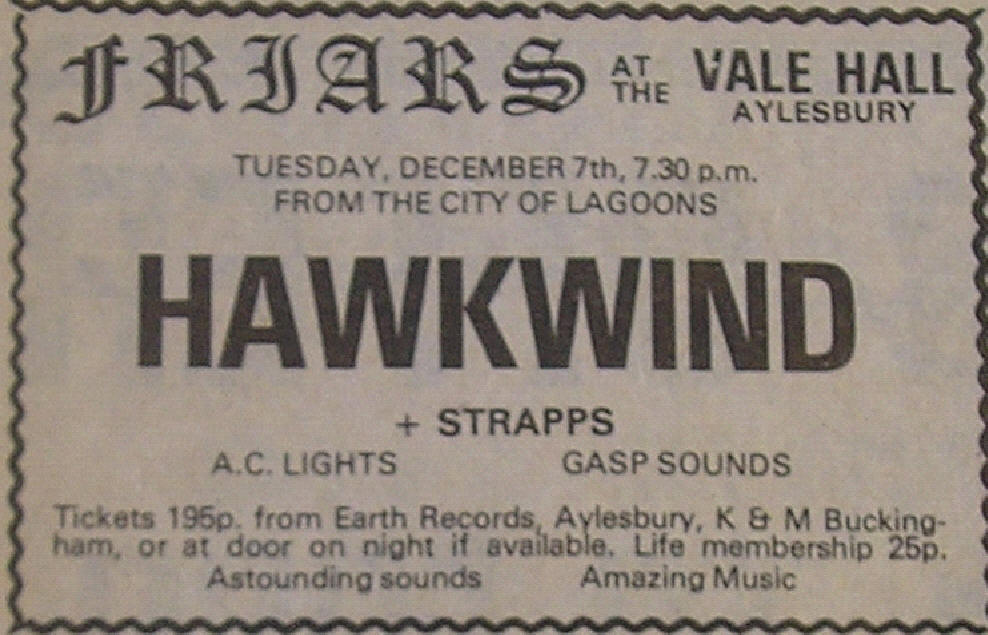 FRIARS AT THE VALE HALL
AYLESBURY
TUESDAY, DECEMBER 7th, 7.30 p.m.
FROM THE CITY OF LAGOONS
HAWKWIND
+ STRAPPS
A.C. LIGHTS GASP SOUNDS
Tickets 195p. from Earth Records, Aylesbury, K & M Bucking-
ham, or at door on night if available. Life membership 25p.
Astounding sounds Amazing Music